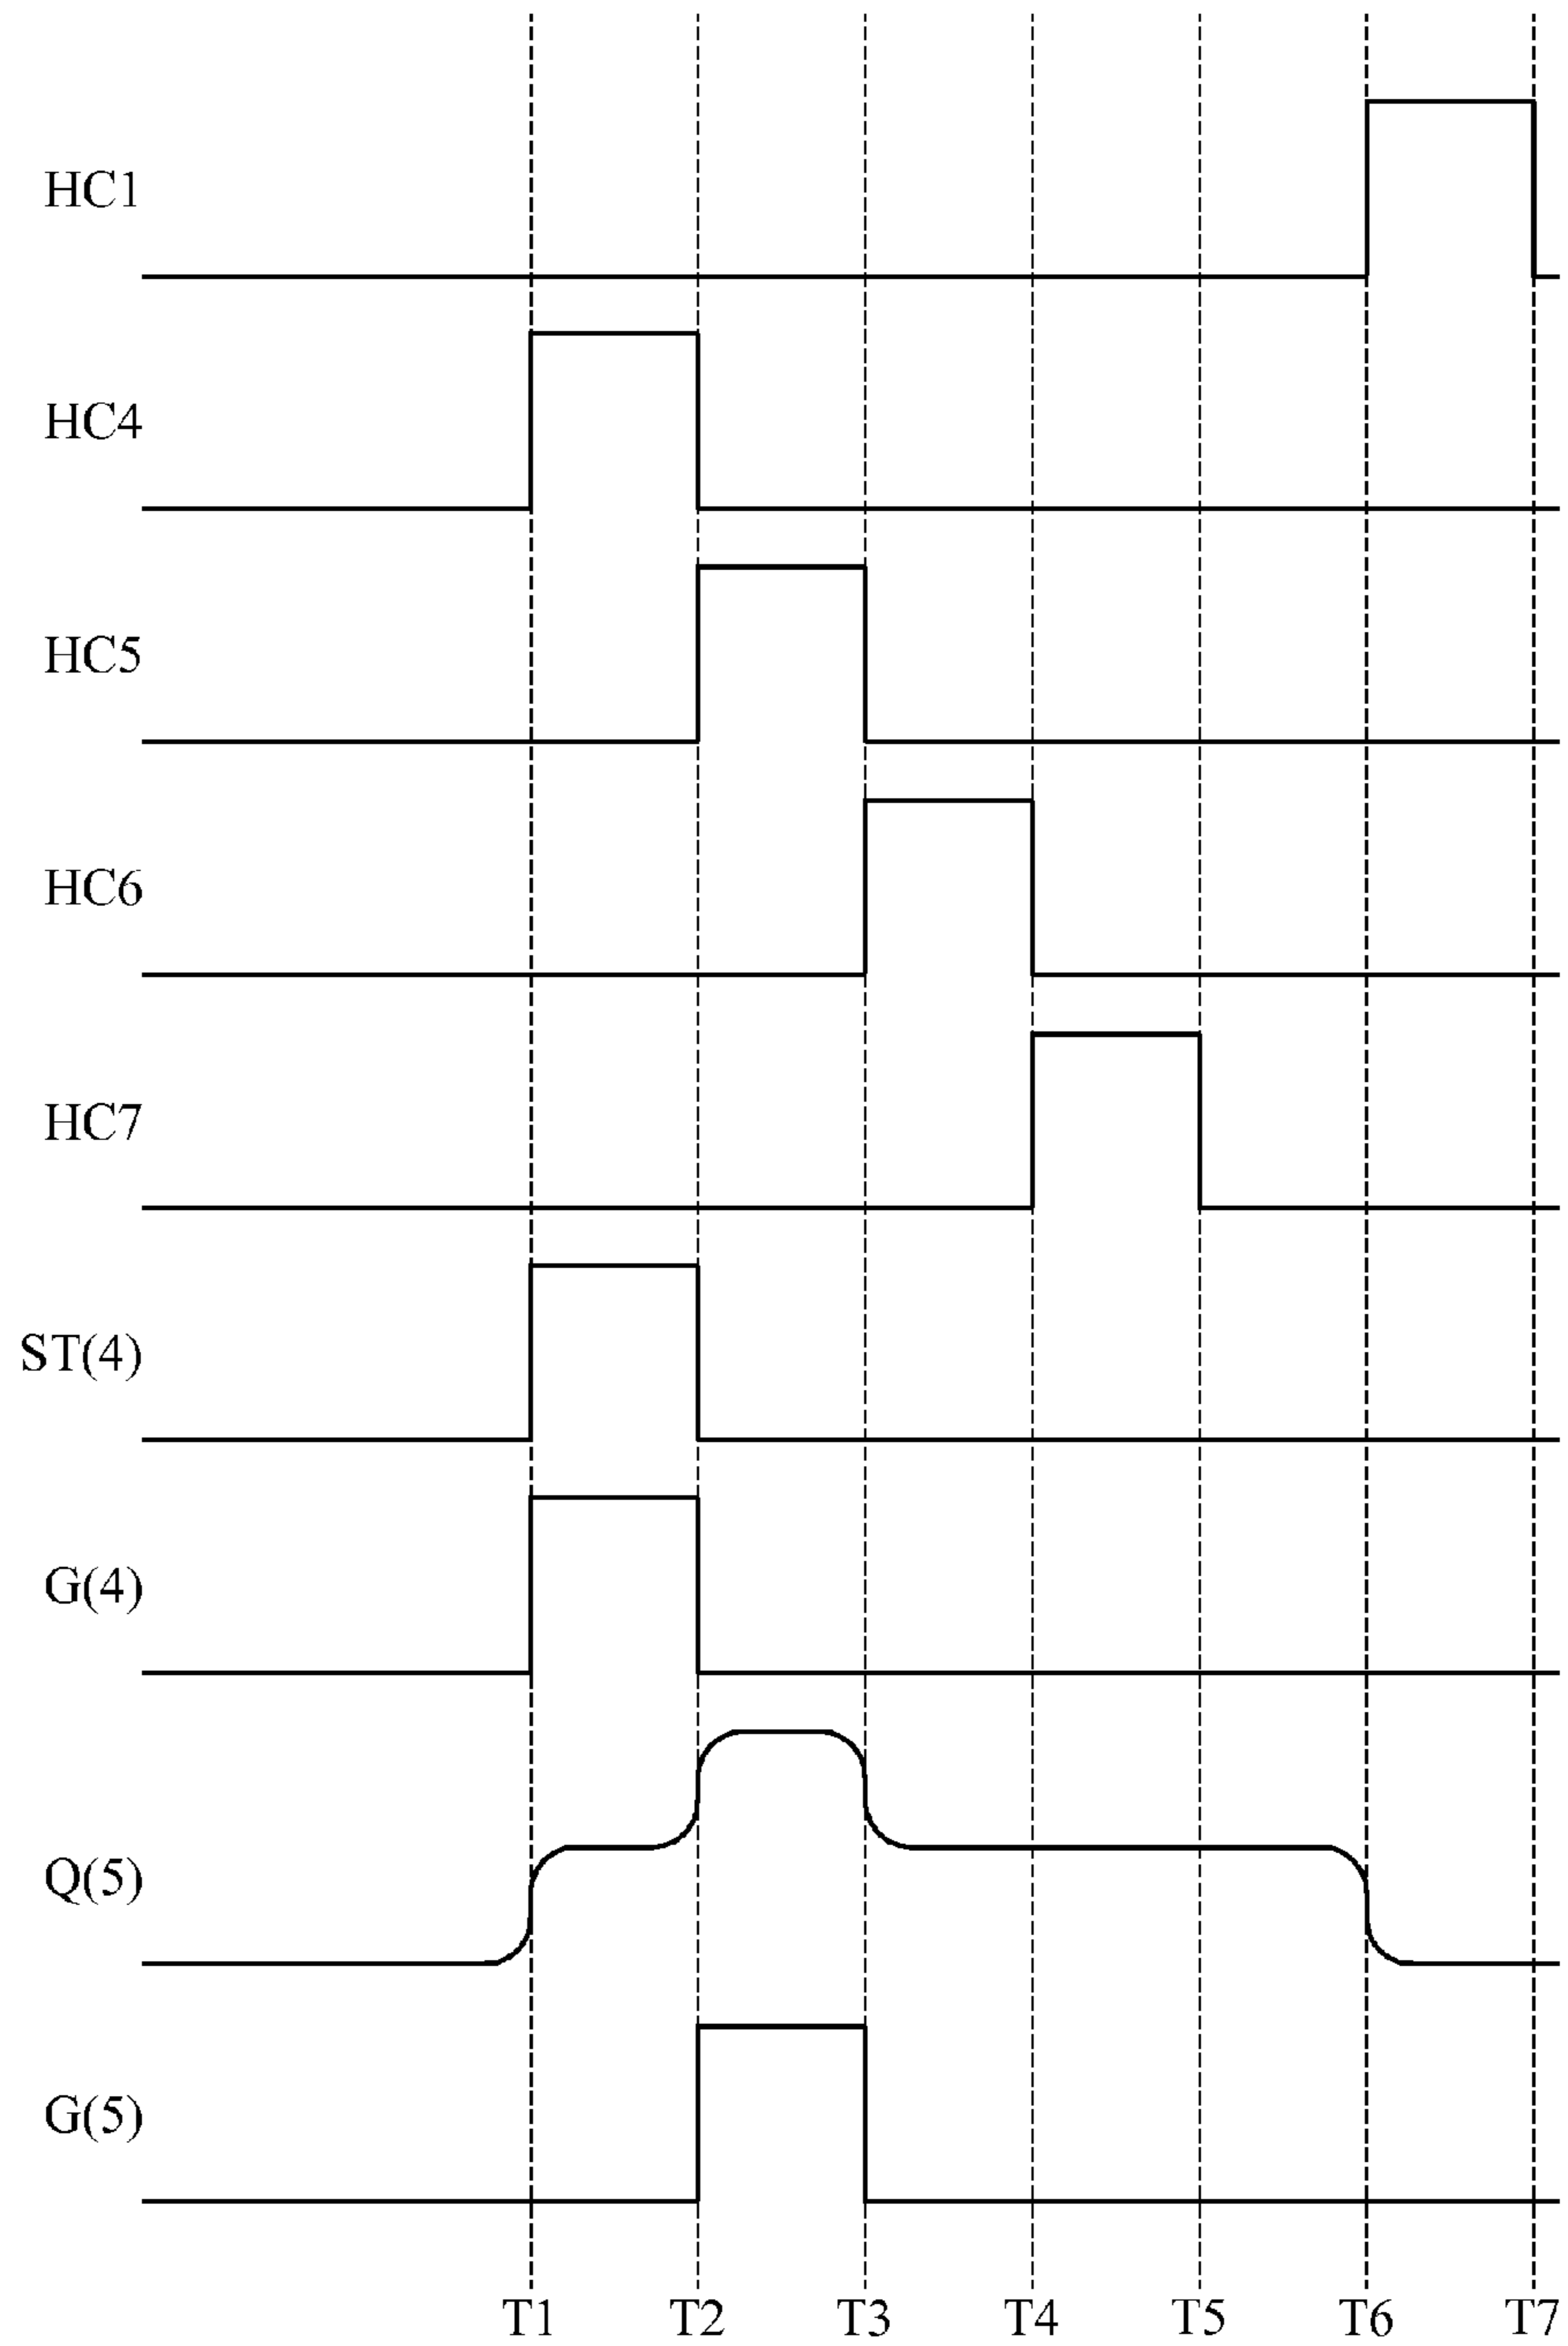 HC1
HC4
HC5
HC6
HC7
ST(4)
G(4)
Q(5)
G(5)
T1 T2 T3 T4 T5 T6 T7